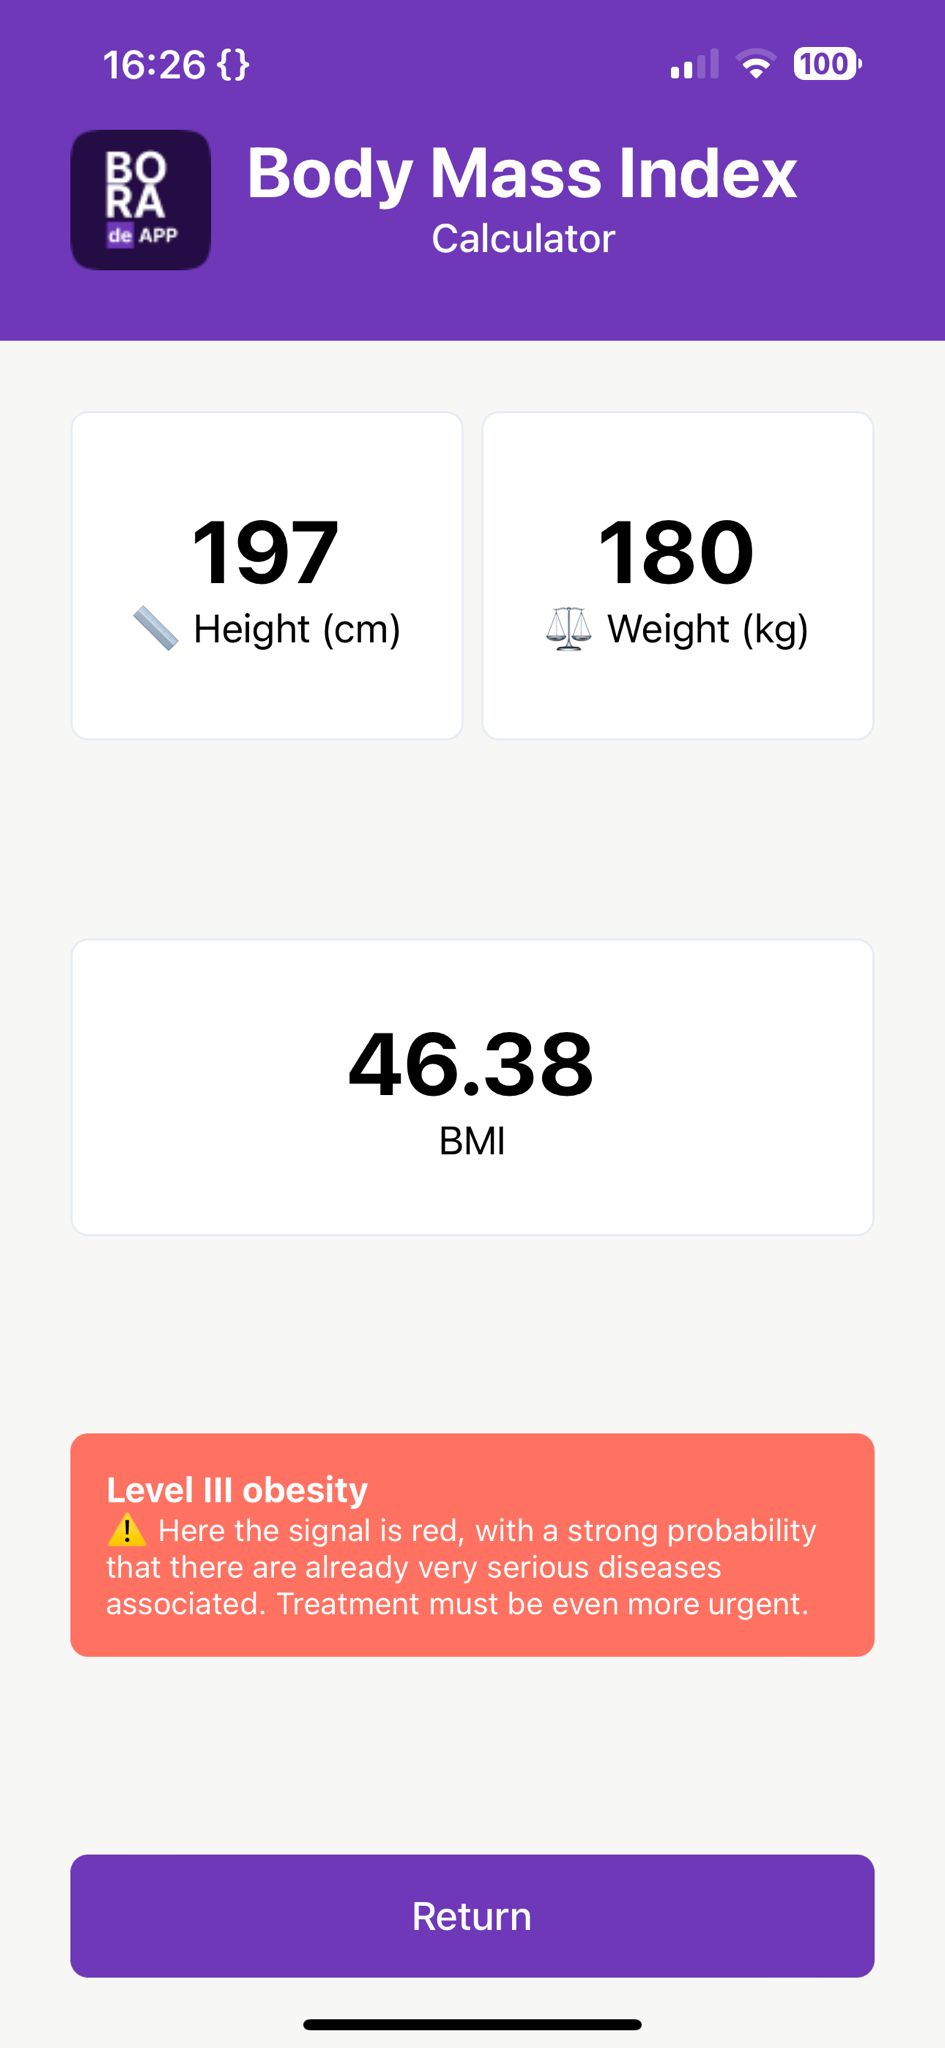 16:26 {}
100
BO
RA
de APP
Body Mass Index
Calculator
197
📏 Height (cm)
180
⚖️ Weight (kg)
46.38
BMI
Level III obesity
⚠️ Here the signal is red, with a strong probability
that there are already very serious diseases
associated. Treatment must be even more urgent.
Return